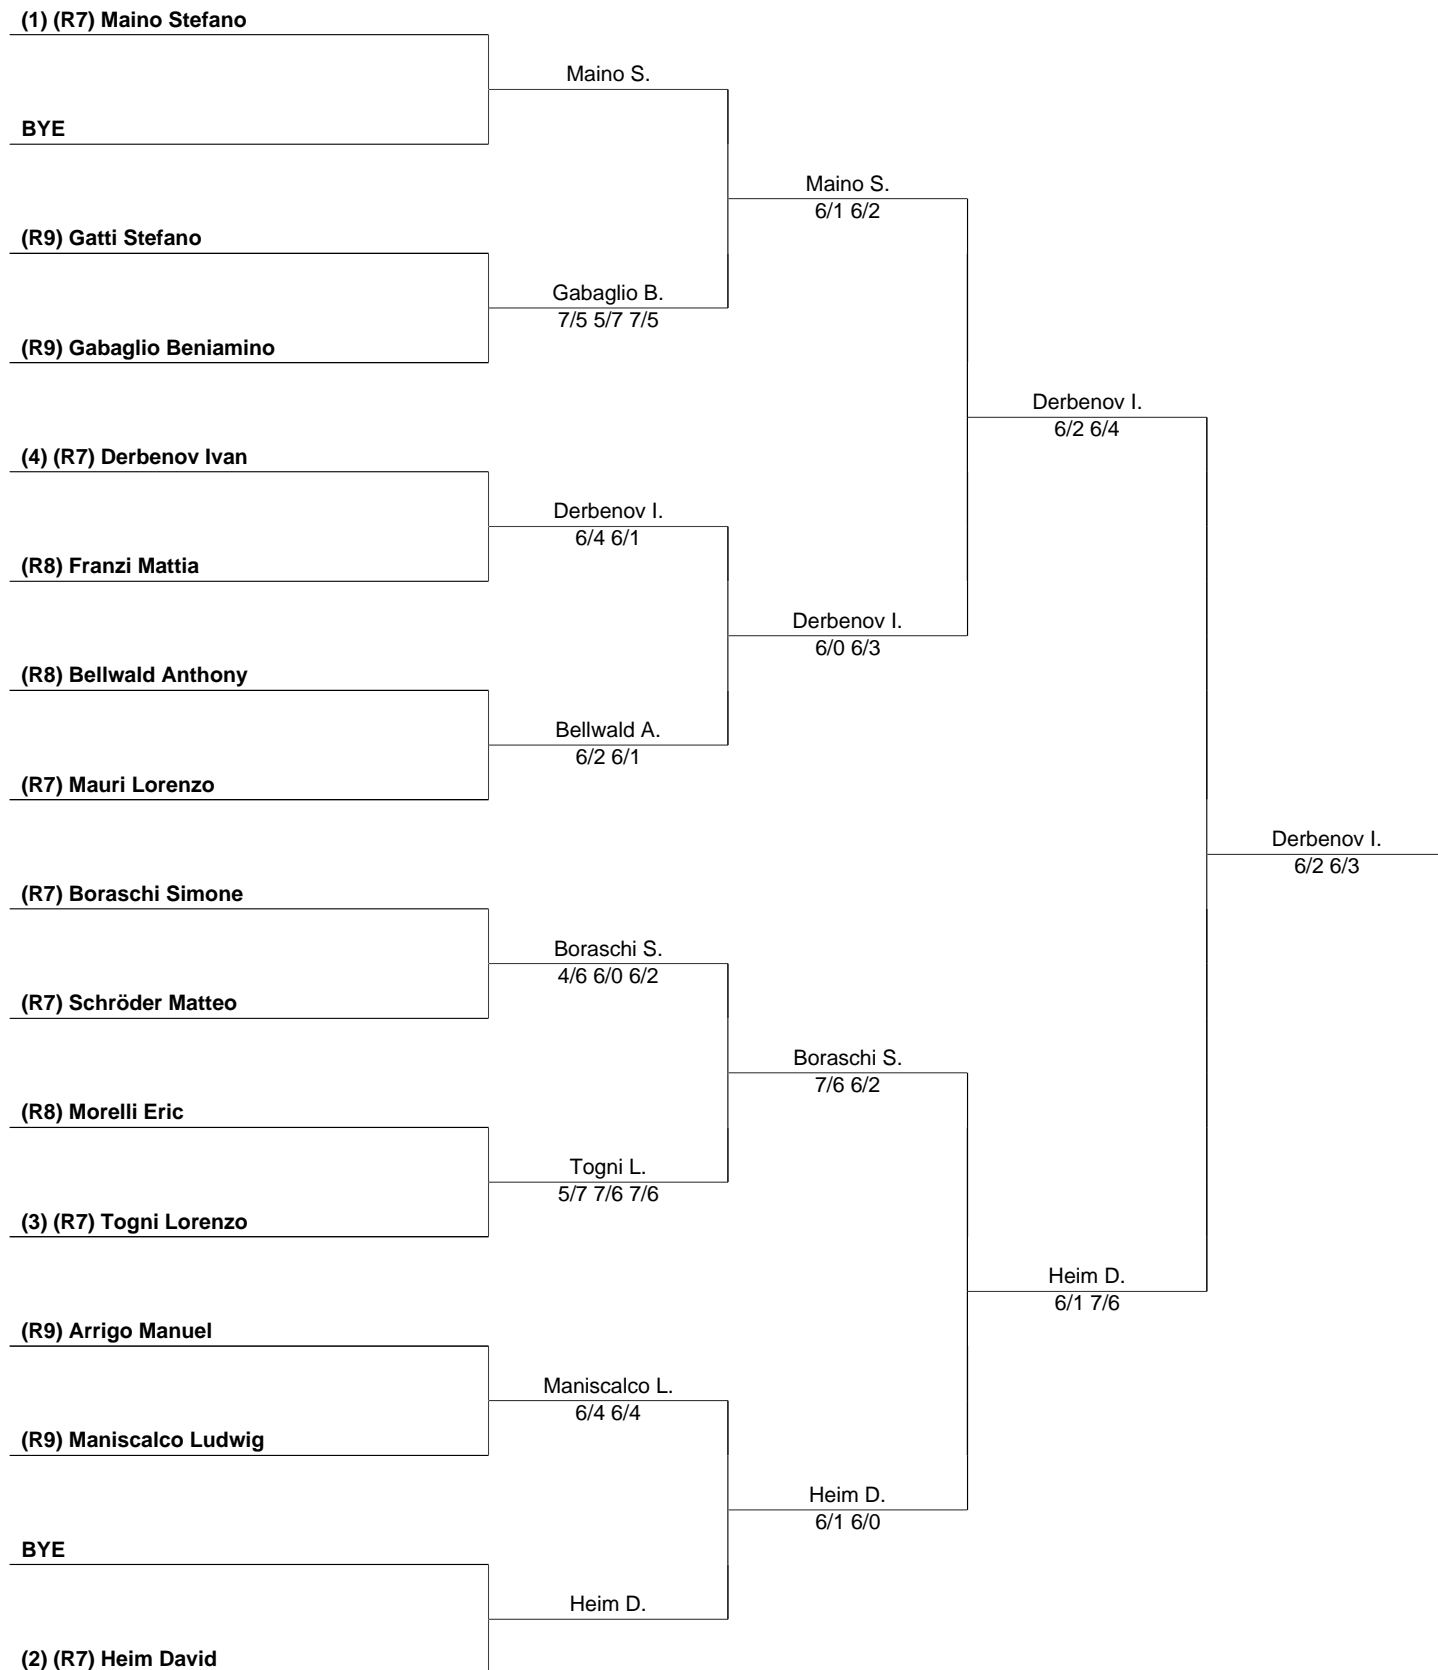 (1) (R7) Maino Stefano
Maino S.
BYE
Maino S.
6/1 6/2
(R9) Gatti Stefano
Gabaglio B.
7/5 5/7 7/5
(R9) Gabaglio Beniamino
Derbenov I.
6/2 6/4
(4) (R7) Derbenov Ivan
Derbenov I.
6/4 6/1
(R8) Franzi Mattia
Derbenov I.
6/0 6/3
(R8) Bellwald Anthony
Bellwald A.
6/2 6/1
(R7) Mauri Lorenzo
Derbenov I.
6/2 6/3
(R7) Boraschi Simone
Boraschi S.
4/6 6/0 6/2
(R7) Schröder Matteo
Boraschi S.
7/6 6/2
(R8) Morelli Eric
Togni L.
5/7 7/6 7/6
(3) (R7) Togni Lorenzo
Heim D.
6/1 7/6
(R9) Arrigo Manuel
Maniscalco L.
6/4 6/4
(R9) Maniscalco Ludwig
Heim D.
6/1 6/0
BYE
Heim D.
(2) (R7) Heim David